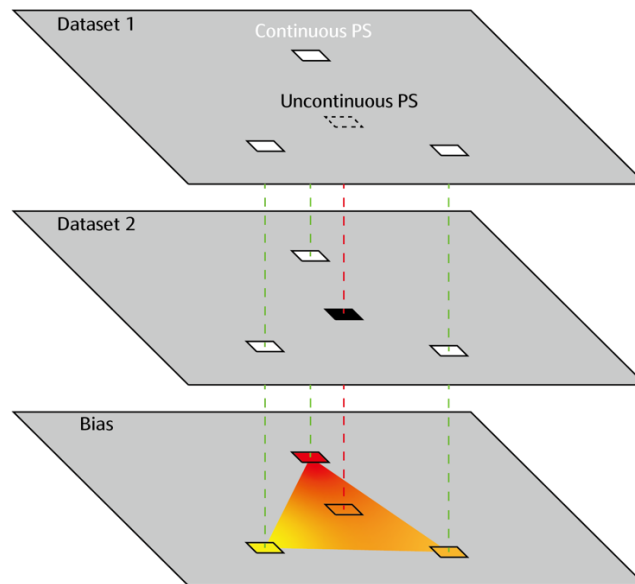 Dataset 1
Continuous PS
Uncontinuous PS
Dataset 2
Bias